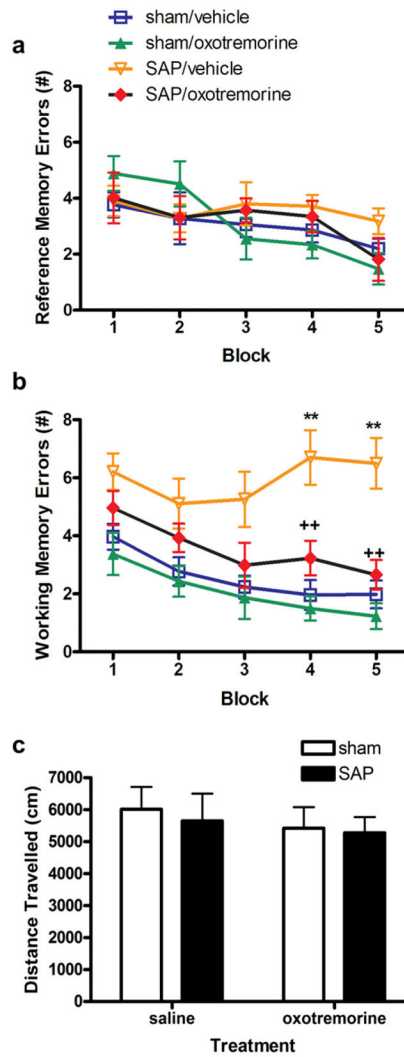 sham/vehicle
a
sham/oxotremorine
SAP/vehicle
SAP/oxotremorine
Reference Memory Errors (#)
8
6
4
2
0
1 2 3 4 5
Block
b
Working Memory Errors (#)
8
6
4
2
0
** **
++ ++
1 2 3 4 5
Block
c
sham
SAP
Distance Travelled (cm)
7000
6000
5000
4000
3000
2000
1000
0
saline oxotremorine
Treatment